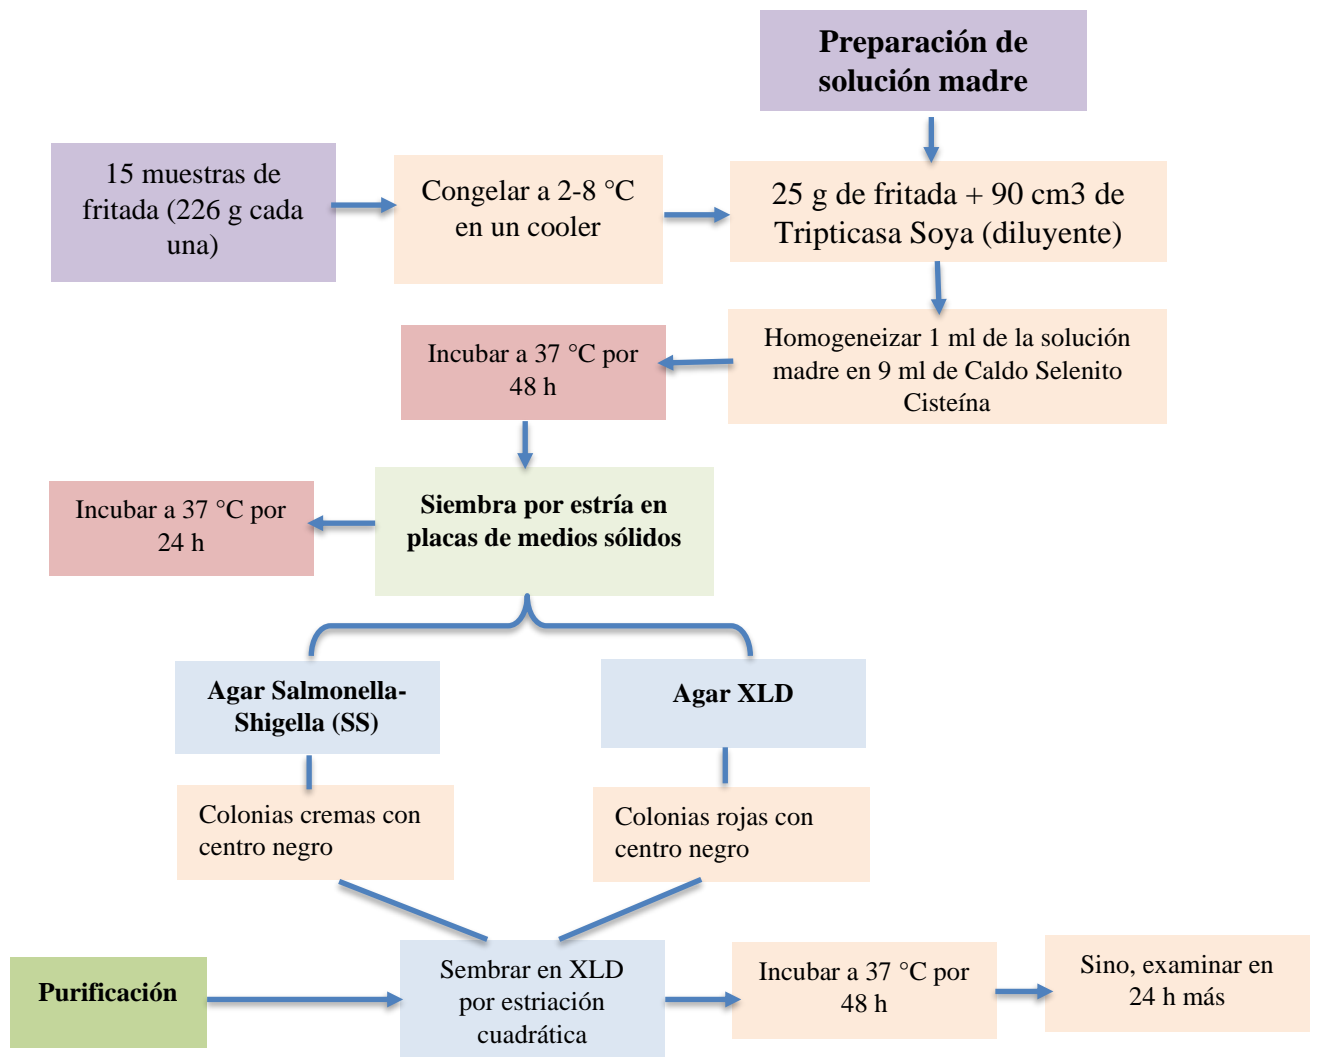 Preparación de
solución madre
15 muestras de
fritada (226 g cada
una)
Congelar a 2-8 °C
en un cooler
25 g de fritada + 90 cm3 de
Tripticasa Soya (diluyente)
Homogeneizar 1 ml de la solución
madre en 9 ml de Caldo Selenito
Cisteína
Incubar a 37 °C por
48 h
Siembra por estría en
placas de medios sólidos
Incubar a 37 °C por
24 h
Agar Salmonella-
Shigella (SS)
Agar XLD
Colonias cremas con
centro negro
Colonias rojas con
centro negro
Purificación
Sembrar en XLD
por estriación
cuadrática
Incubar a 37 °C por
48 h
Sino, examinar en
24 h más